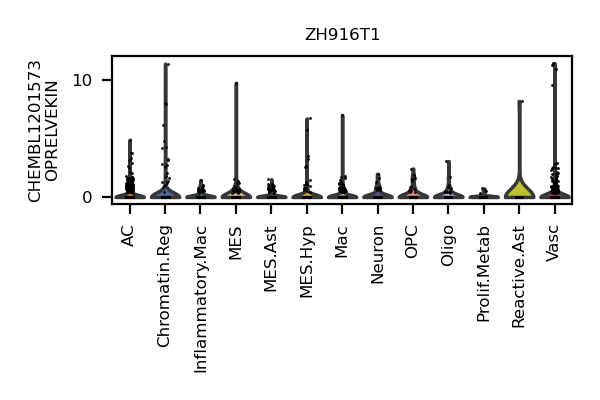 ZH916T1
CHEMBL1201573
OPRELVEKIN
10
0
AC
Chromatin.Reg
Inflammatory.Mac
MES
MES.Ast
MES.Hyp
Mac
Neuron
OPC
Oligo
Prolif.Metab
Reactive.Ast
Vasc